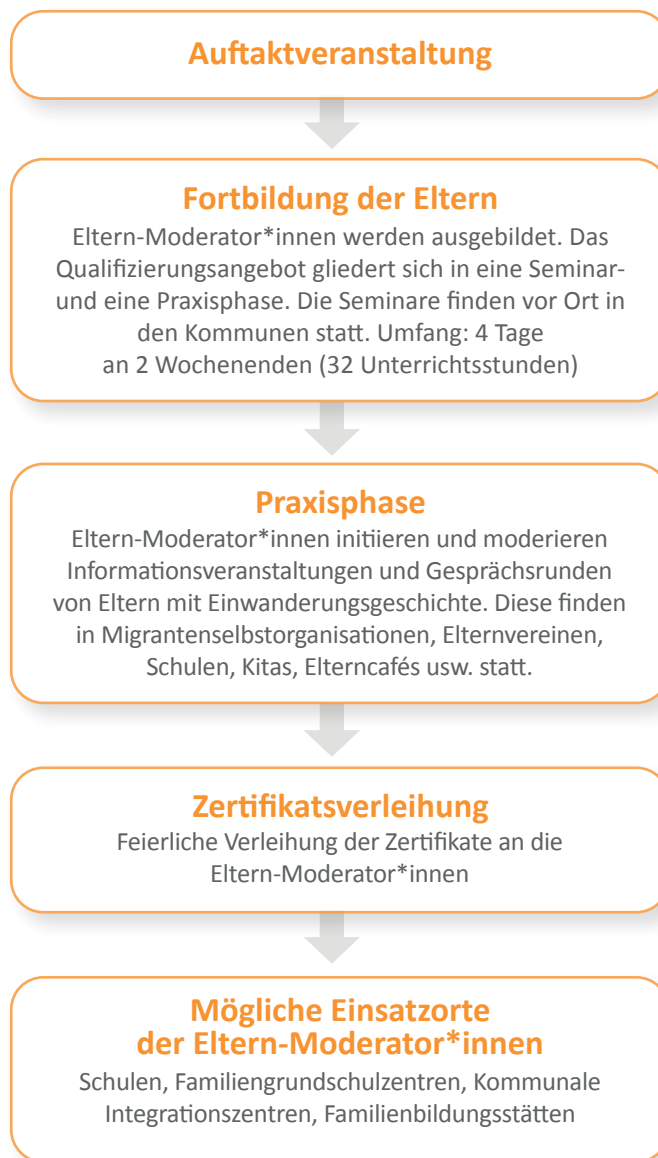 Auftaktveranstaltung
Fortbildung der Eltern
Eltern-Moderator*innen werden ausgebildet. Das
Qualifizierungsangebot gliedert sich in eine Seminar-
und eine Praxisphase. Die Seminare finden vor Ort in
den Kommunen statt. Umfang: 4 Tage
an 2 Wochenenden (32 Unterrichtsstunden)
Praxisphase
Eltern-Moderator*innen initiieren und moderieren
Informationsveranstaltungen und Gesprächsrunden
von Eltern mit Einwanderungsgeschichte. Diese finden
in Migrantenselbstorganisationen, Elternvereinen,
Schulen, Kitas, Elterncafés usw. statt.
Zertifikatsverleihung
Feierliche Verleihung der Zertifikate an die
Eltern-Moderator*innen
Mögliche Einsatzorte
der Eltern-Moderator*innen
Schulen, Familiengrundschulzentren, Kommunale
Integrationszentren, Familienbildungsstätten